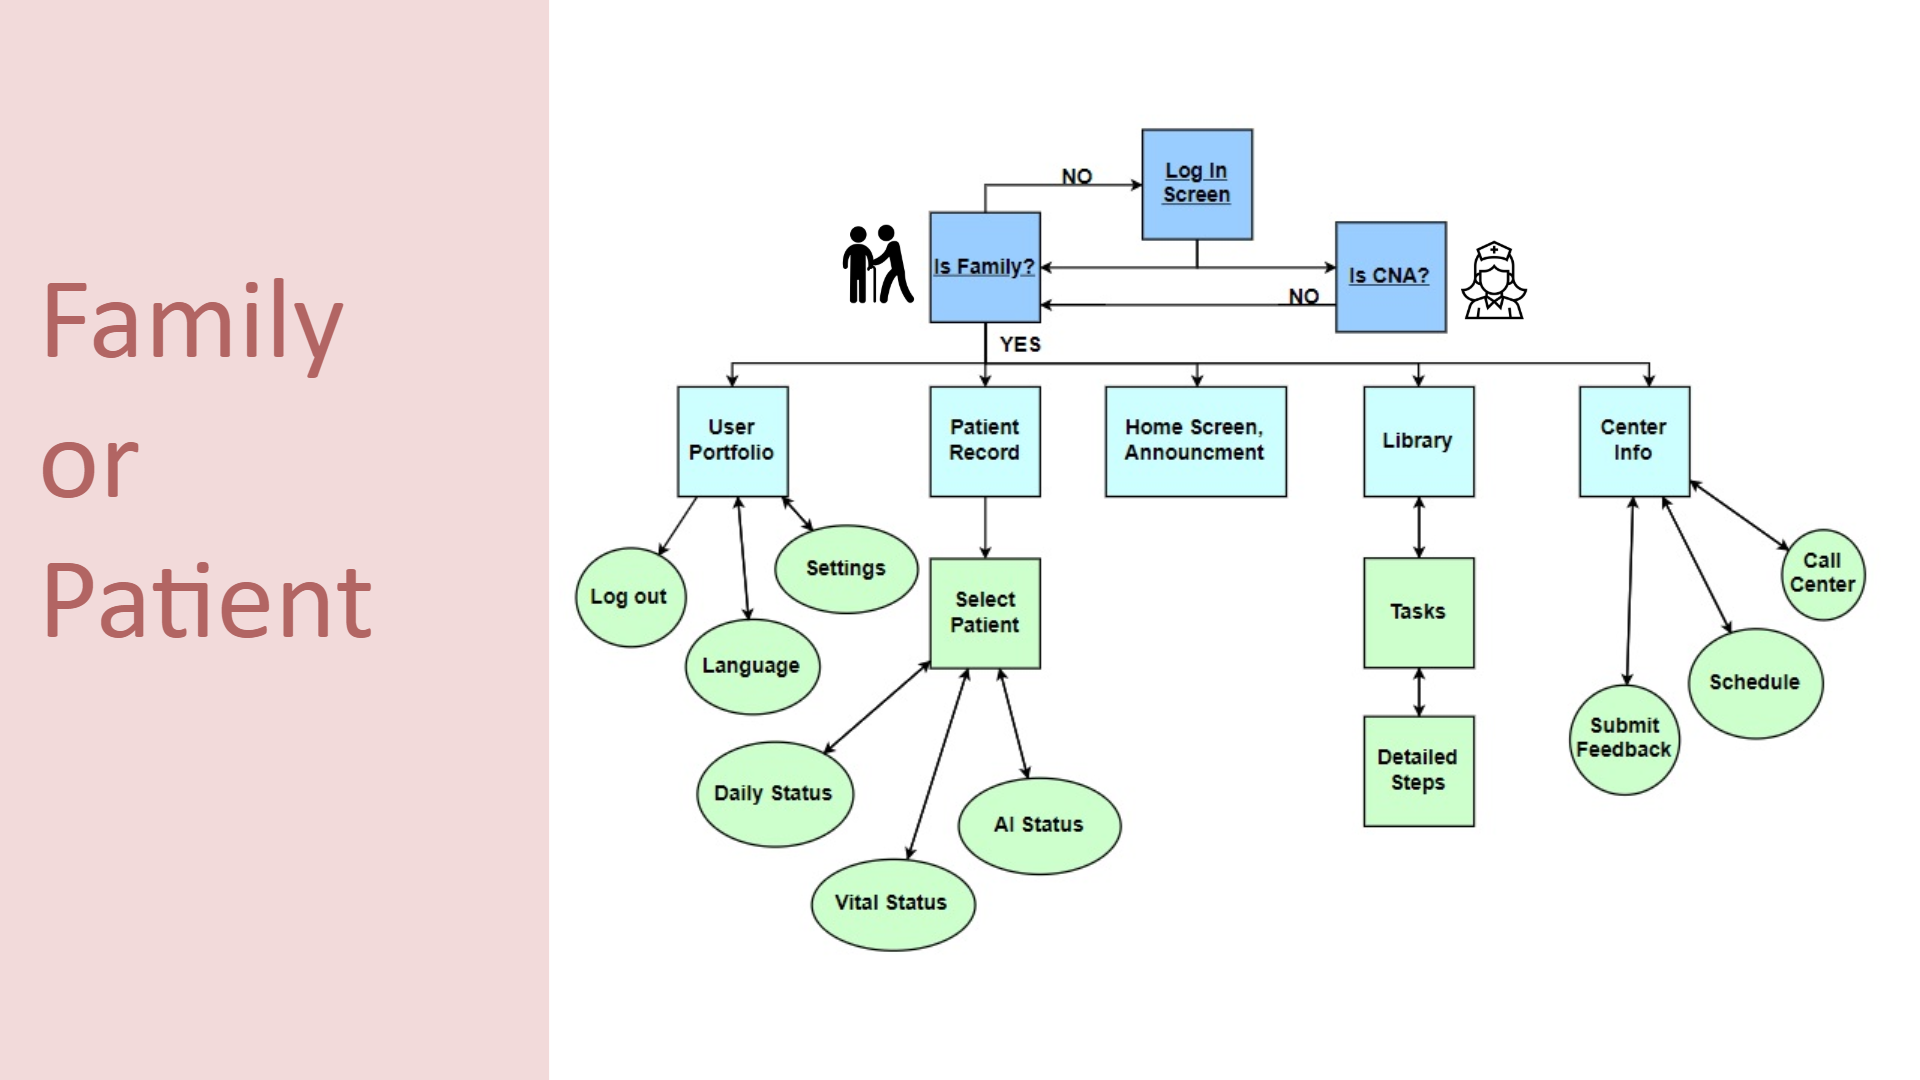 Family
or
Patient
Log In
Screen
NO
Is Family?
Is CNA?
NO
YES
User
Portfolio
Patient
Record
Home Screen,
Announcment
Library
Center
Info
Log out
Language
Settings
Select
Patient
Daily Status
Vital Status
AI Status
Tasks
Detailed
Steps
Submit
Feedback
Schedule
Call
Center